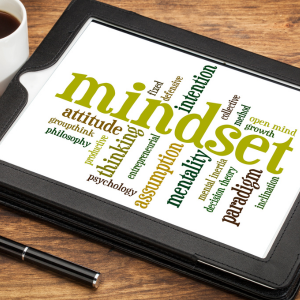 mindset
fixed
defensive
intention
collective
method
open mind
growth
attitude
groupthink
philosophy
productive
thinking
entrepreneurial
psychology
assumption
mentality
mental inertia
decision theory
paradigm
inclination